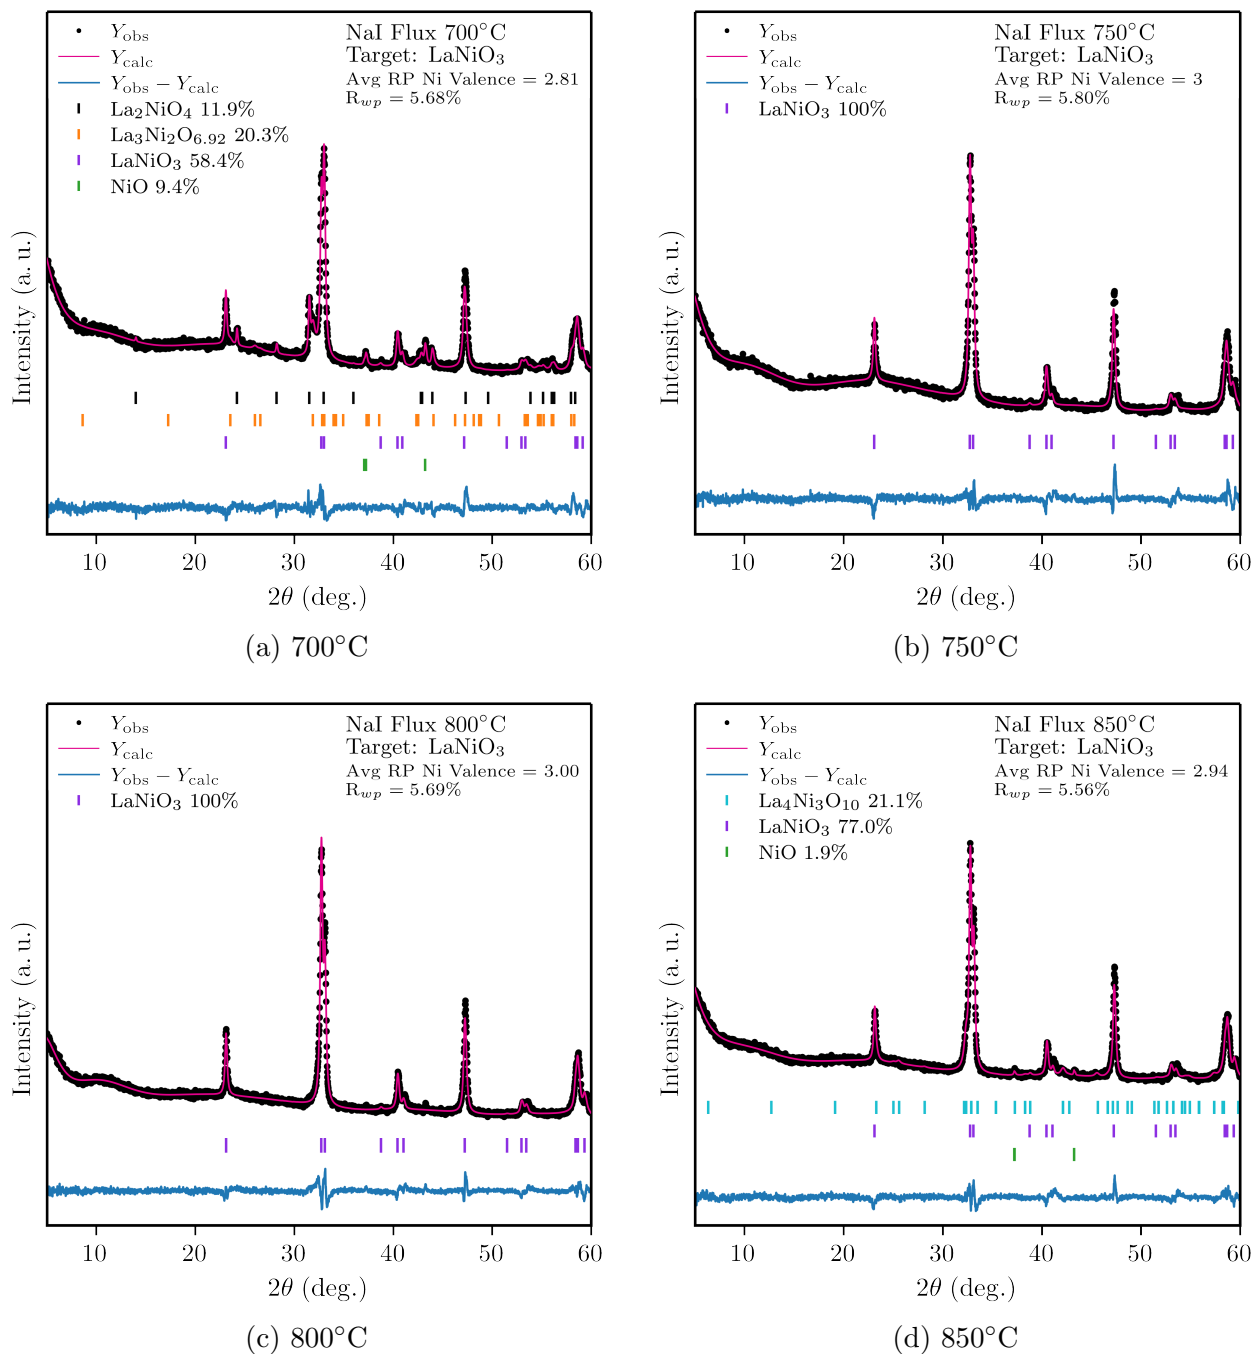 Y_obs
Y_calc
Y_obs − Y_calc
La₂NiO₄ 11.9%
La₃Ni₂O₆.₉₂ 20.3%
LaNiO₃ 58.4%
NiO 9.4%
NaI Flux 700°C
Target: LaNiO₃
Avg RP Ni Valence = 2.81
R_wp = 5.68%
Intensity (a. u.)
10 20 30 40 50 60
2θ (deg.)
(a) 700°C
Y_obs
Y_calc
Y_obs − Y_calc
LaNiO₃ 100%
NaI Flux 750°C
Target: LaNiO₃
Avg RP Ni Valence = 3
R_wp = 5.80%
Intensity (a. u.)
10 20 30 40 50 60
2θ (deg.)
(b) 750°C
Y_obs
Y_calc
Y_obs − Y_calc
LaNiO₃ 100%
NaI Flux 800°C
Target: LaNiO₃
Avg RP Ni Valence = 3.00
R_wp = 5.69%
Intensity (a. u.)
10 20 30 40 50 60
2θ (deg.)
(c) 800°C
Y_obs
Y_calc
Y_obs − Y_calc
La₄Ni₃O₁₀ 21.1%
LaNiO₃ 77.0%
NiO 1.9%
NaI Flux 850°C
Target: LaNiO₃
Avg RP Ni Valence = 2.94
R_wp = 5.56%
Intensity (a. u.)
10 20 30 40 50 60
2θ (deg.)
(d) 850°C